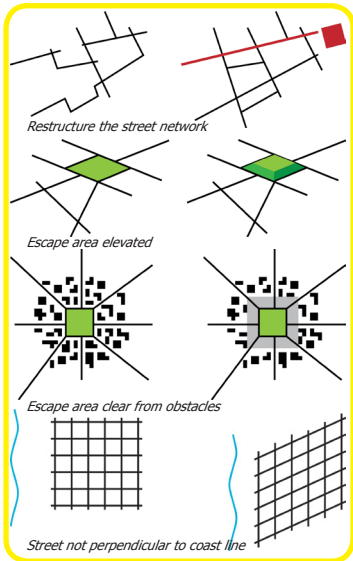 Restructure the street network
Escape area elevated
Escape area clear from obstacles
Street not perpendicular to coast line